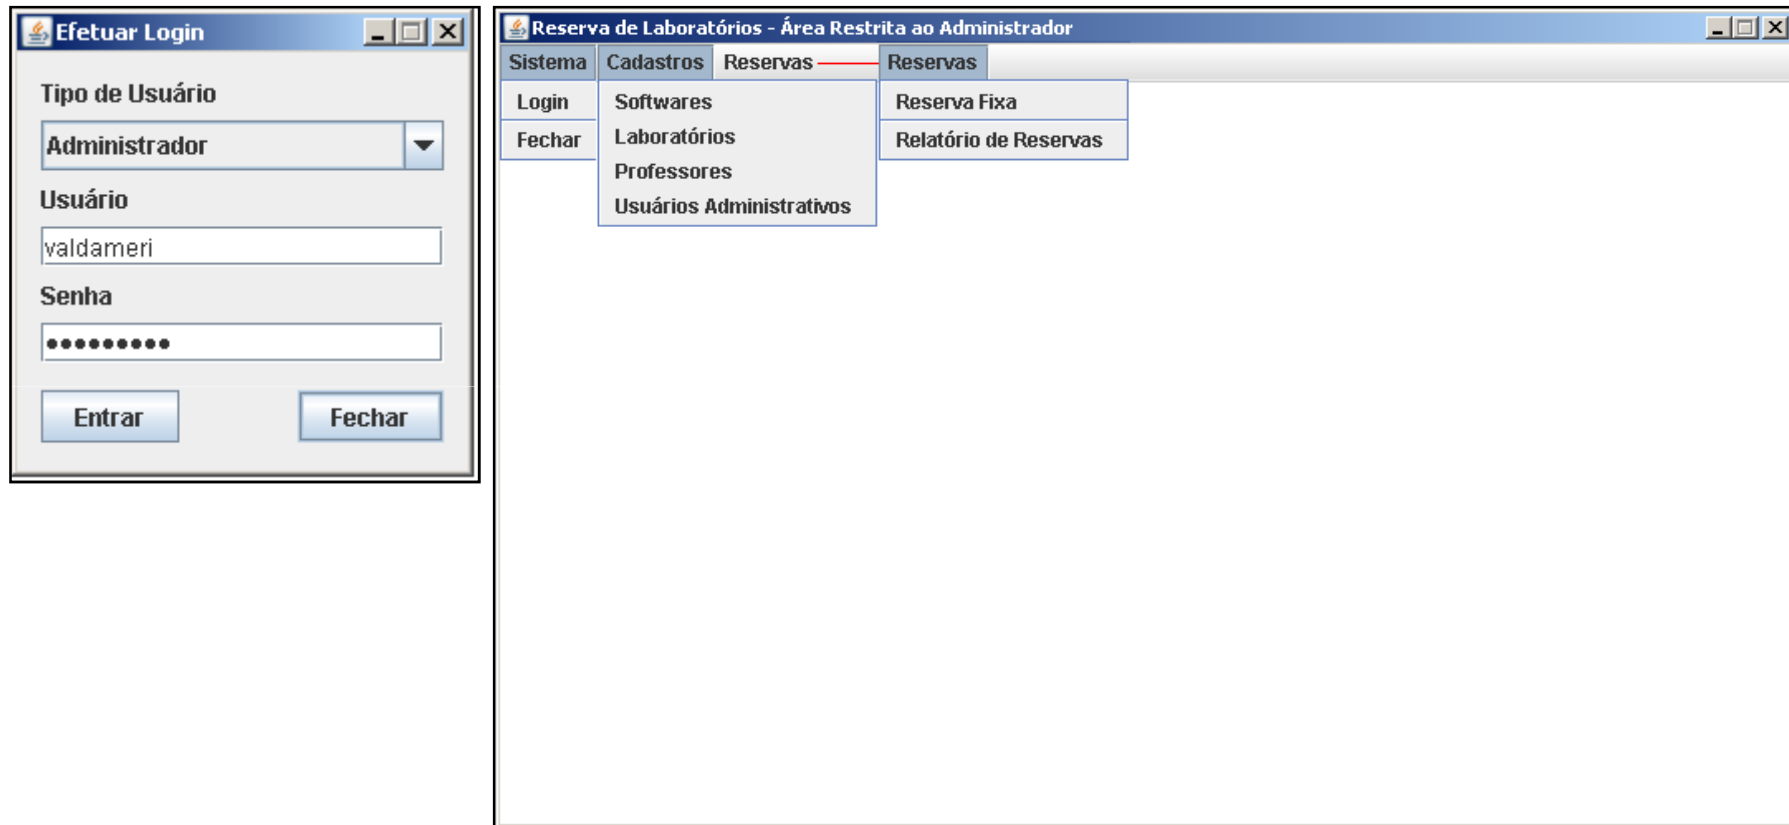 Efetuar Login
Tipo de Usuário
Administrador
Usuário
valdameri
Senha
•••••••••
Entrar Fechar
Reserva de Laboratórios - Área Restrita ao Administrador
Sistema Cadastros Reservas Reservas
Login
Fechar
Softwares
Laboratórios
Professores
Usuários Administrativos
Reserva Fixa
Relatório de Reservas